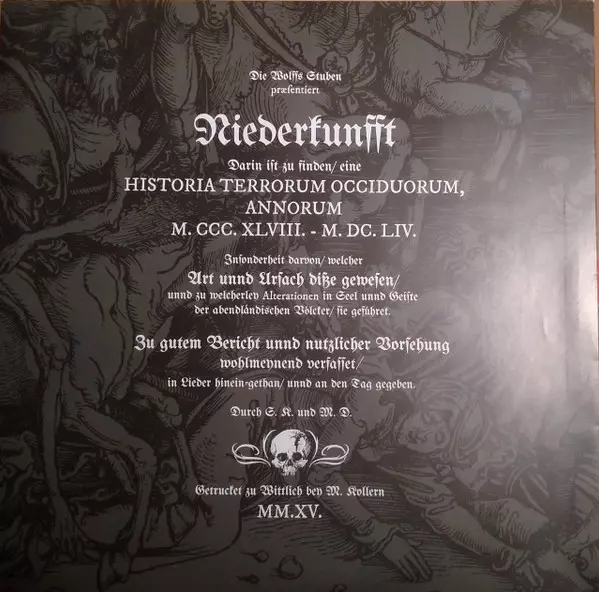 Die Wolffs Stuben
præsentiert
Niederkunfft
Darin ist zu finden/ eine
HISTORIA TERRORUM OCCIDUORUM,
ANNORUM
M. CCC. XLVIII. - M. DC. LIV.
Insonderheit darvon/ welcher
Art unnd Ursach diße gewesen/
unnd zu welcherley Alterationen in Seel unnd Geiste
der abendländischen Völcker/ sie geführet.
Zu gutem Bericht unnd nutzlicher Vorsehung
wohlmeynend verfasset/
in Lieder hinein-gethan/ unnd an den Tag gegeben.
Durch S. K. und M. D.
Getrucket zu Wittlich bey M. Kollern
MM.XV.